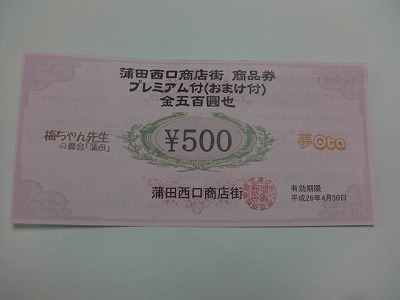 蒲田西口商店街 商品券
プレミアム付(おまけ付)
金五百圓也
梅ちゃん先生
の舞台「蒲田」
¥500
夢Ota
蒲田西口商店街
有効期限
平成26年4月30日